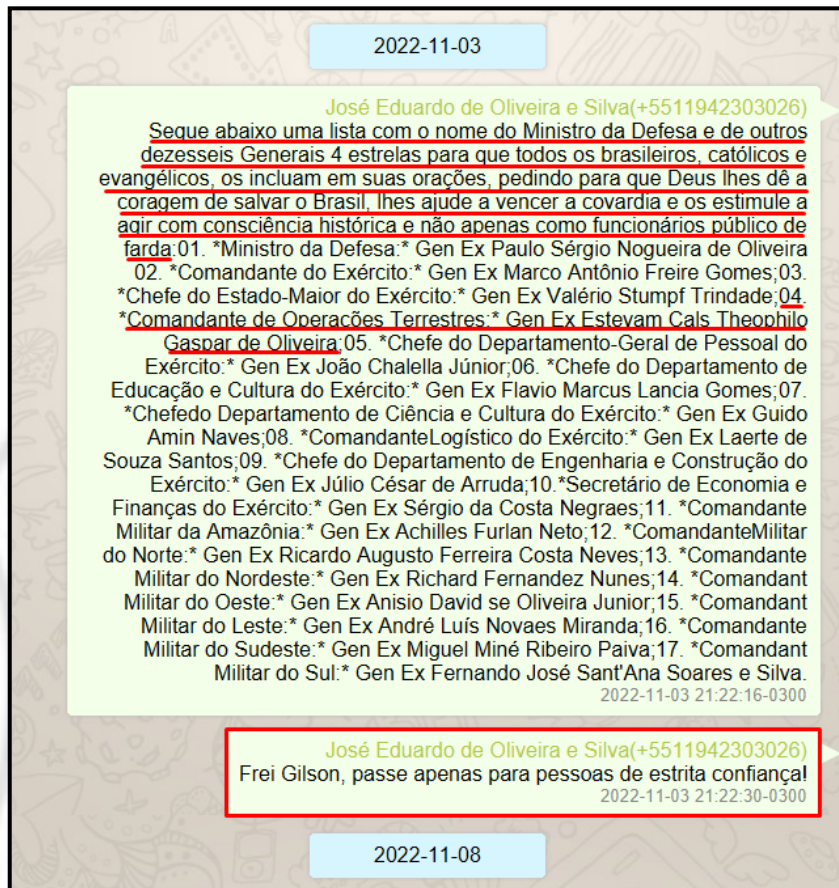 2022-11-03
José Eduardo de Oliveira e Silva(+5511942303026)
Segue abaixo uma lista com o nome do Ministro da Defesa e de outros
dezesseis Generais 4 estrelas para que todos os brasileiros, católicos e
evangélicos, os incluam em suas orações, pedindo para que Deus lhes dê a
coragem de salvar o Brasil, lhes ajude a vencer a covardia e os estimule a
agir com consciência histórica e não apenas como funcionários público de
farda:01. *Ministro da Defesa:* Gen Ex Paulo Sérgio Nogueira de Oliveira
02. *Comandante do Exército:* Gen Ex Marco Antônio Freire Gomes;03.
*Chefe do Estado-Maior do Exército:* Gen Ex Valério Stumpf Trindade;04.
*Comandante de Operacões Terrestres:* Gen Ex Estevam Cals Theophilo
Gaspar de Oliveira;05. *Chefe do Departamento-Geral de Pessoal do
Exército:* Gen Ex João Chalella Júnior;06. *Chefe do Departamento de
Educação e Cultura do Exército:* Gen Ex Flavio Marcus Lancia Gomes;07.
*Chefedo Departamento de Ciência e Cultura do Exército:* Gen Ex Guido
Amin Naves;08. *ComandanteLogístico do Exército:* Gen Ex Laerte de
Souza Santos;09. *Chefe do Departamento de Engenharia e Construção do
Exército:* Gen Ex Júlio César de Arruda;10.*Secretário de Economia e
Finanças do Exército:* Gen Ex Sérgio da Costa Negraes;11. *Comandante
Militar da Amazônia:* Gen Ex Achilles Furlan Neto;12. *ComandanteMilitar
do Norte:* Gen Ex Ricardo Augusto Ferreira Costa Neves;13. *Comandante
Militar do Nordeste:* Gen Ex Richard Fernandez Nunes;14. *Comandant
Militar do Oeste:* Gen Ex Anisio David se Oliveira Junior;15. *Comandant
Militar do Leste:* Gen Ex André Luís Novaes Miranda;16. *Comandante
Militar do Sudeste:* Gen Ex Miguel Miné Ribeiro Paiva;17. *Comandant
Militar do Sul:* Gen Ex Fernando José Sant'Ana Soares e Silva.
2022-11-03 21:22:16-0300
José Eduardo de Oliveira e Silva(+5511942303026)
Frei Gilson, passe apenas para pessoas de estrita confiança!
2022-11-03 21:22:30-0300
2022-11-08